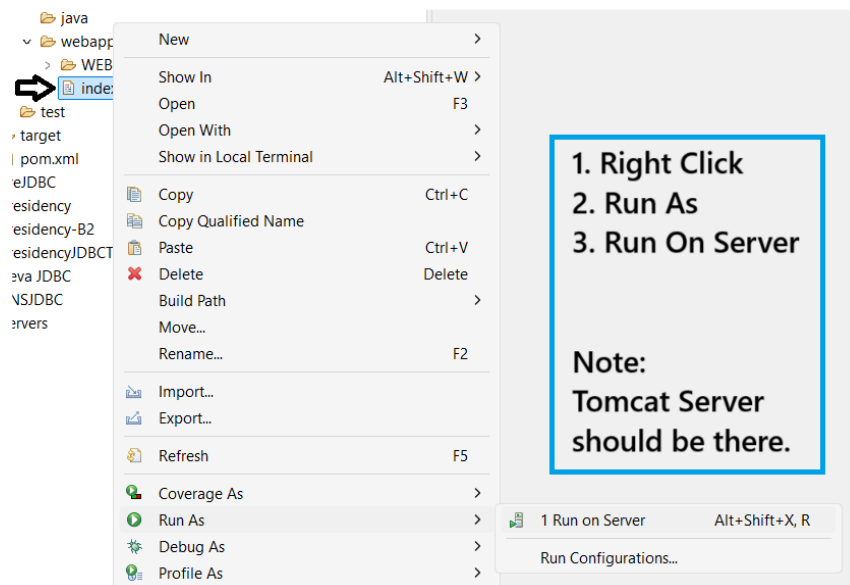 java
webapp
New
WEB
Show In Alt+Shift+W
index
Open F3
test
Open With
target
Show in Local Terminal
pom.xml
eJDBC
Copy Ctrl+C
esidency
Copy Qualified Name
esidency-B2
Paste Ctrl+V
esidencyJDBCT
Delete Delete
eva JDBC
Build Path
NSJDBC
Move...
ervers
Rename... F2
Import...
Export...
Refresh F5
Coverage As
Run As
Debug As
Profile As
1 Run on Server Alt+Shift+X, R
Run Configurations...
1. Right Click
2. Run As
3. Run On Server
Note:
Tomcat Server
should be there.